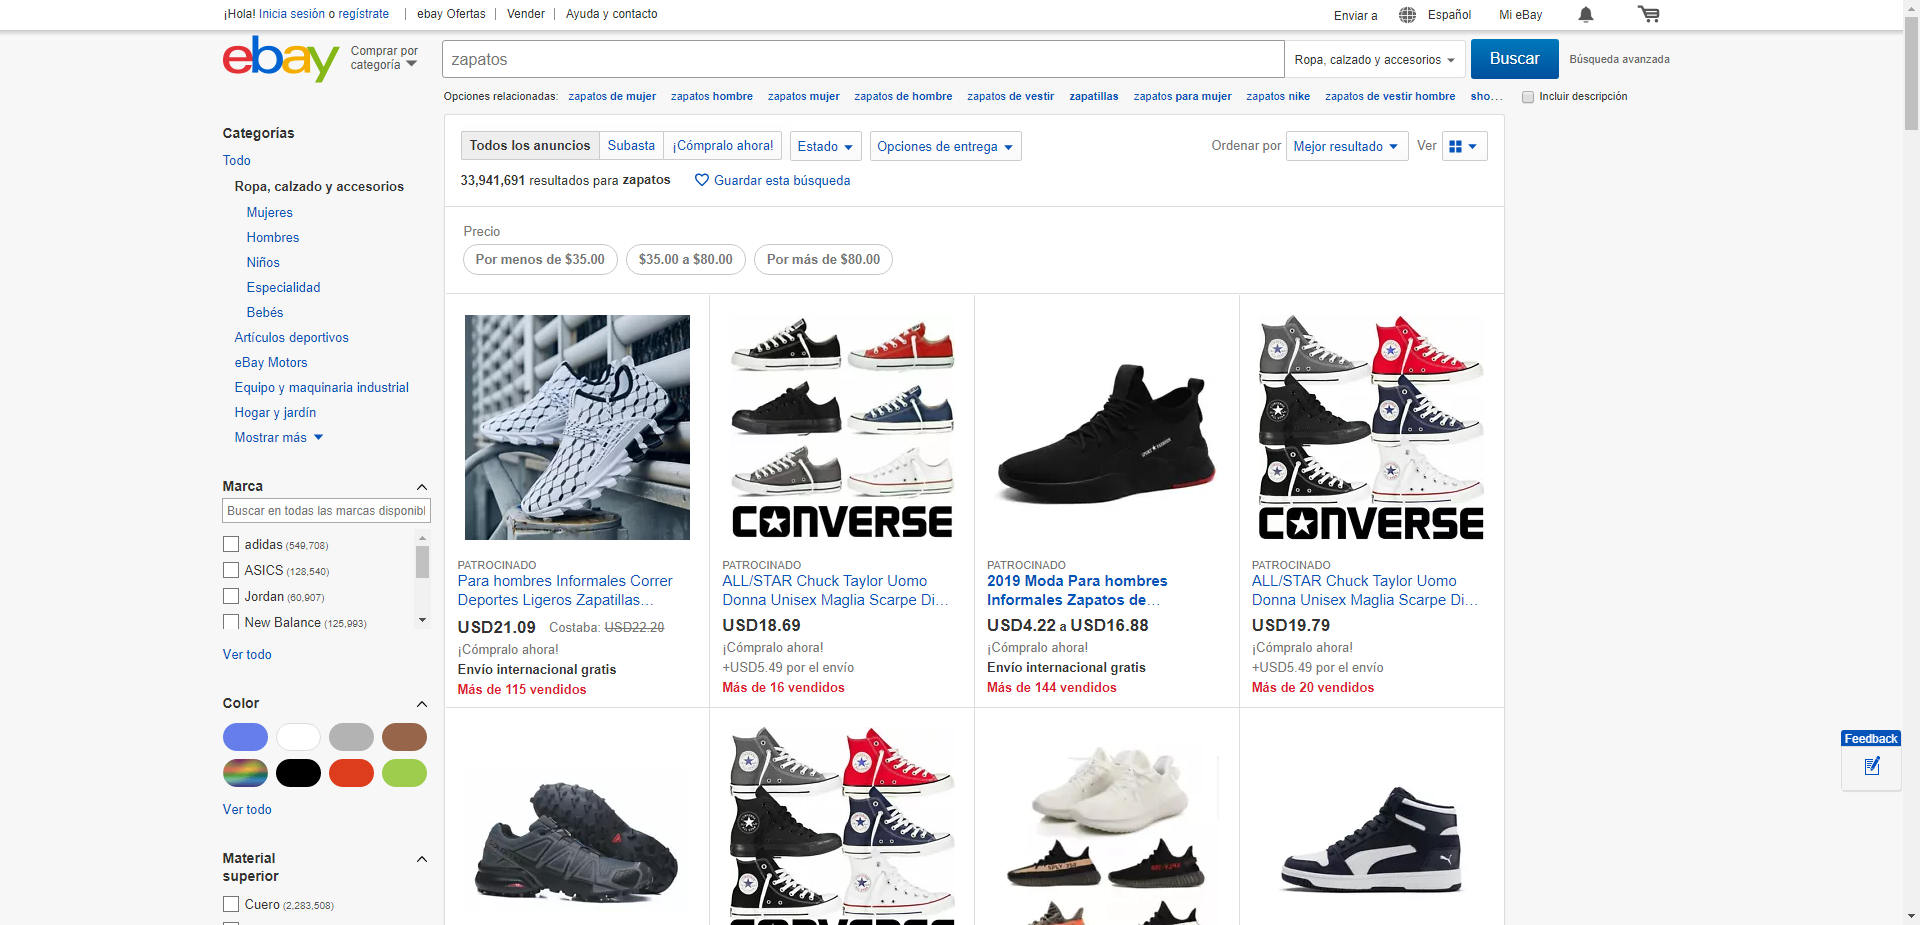 ¡Hola! Inicia sesión o regístrate
ebay Ofertas
Vender
Ayuda y contacto
Enviar a
Español
Mi eBay
ebay
Comprar por
categoría
zapatos
Ropa, calzado y accesorios
Buscar
Búsqueda avanzada
Opciones relacionadas: zapatos de mujer zapatos hombre zapatos mujer zapatos de hombre zapatos de vestir zapatillas zapatos para mujer zapatos nike zapatos de vestir hombre sho...
Incluir descripción
Categorías
Todo
Ropa, calzado y accesorios
Mujeres
Hombres
Niños
Especialidad
Bebés
Artículos deportivos
eBay Motors
Equipo y maquinaria industrial
Hogar y jardín
Mostrar más
Marca
Buscar en todas las marcas disponibl
adidas (549,708)
ASICS (128,540)
Jordan (60,907)
New Balance (125,993)
Ver todo
Color
Ver todo
Material
superior
Cuero (2,283,508)
Todos los anuncios
Subasta
¡Cómpralo ahora!
Estado
Opciones de entrega
Ordenar por
Mejor resultado
Ver
33,941,691 resultados para zapatos
Guardar esta búsqueda
Precio
Por menos de $35.00
$35.00 a $80.00
Por más de $80.00
PATROCINADO
Para hombres Informales Correr
Deportes Ligeros Zapatillas...
USD21.09 Costaba: USD22.20
¡Cómpralo ahora!
Envío internacional gratis
Más de 115 vendidos
CONVERSE
PATROCINADO
ALL/STAR Chuck Taylor Uomo
Donna Unisex Maglia Scarpe Di...
USD18.69
¡Cómpralo ahora!
+USD5.49 por el envío
Más de 16 vendidos
SPORT FASHION
PATROCINADO
2019 Moda Para hombres
Informales Zapatos de...
USD4.22 a USD16.88
¡Cómpralo ahora!
Envío internacional gratis
Más de 144 vendidos
CONVERSE
PATROCINADO
ALL/STAR Chuck Taylor Uomo
Donna Unisex Maglia Scarpe Di...
USD19.79
¡Cómpralo ahora!
+USD5.49 por el envío
Más de 20 vendidos
CONVERSE
Feedback